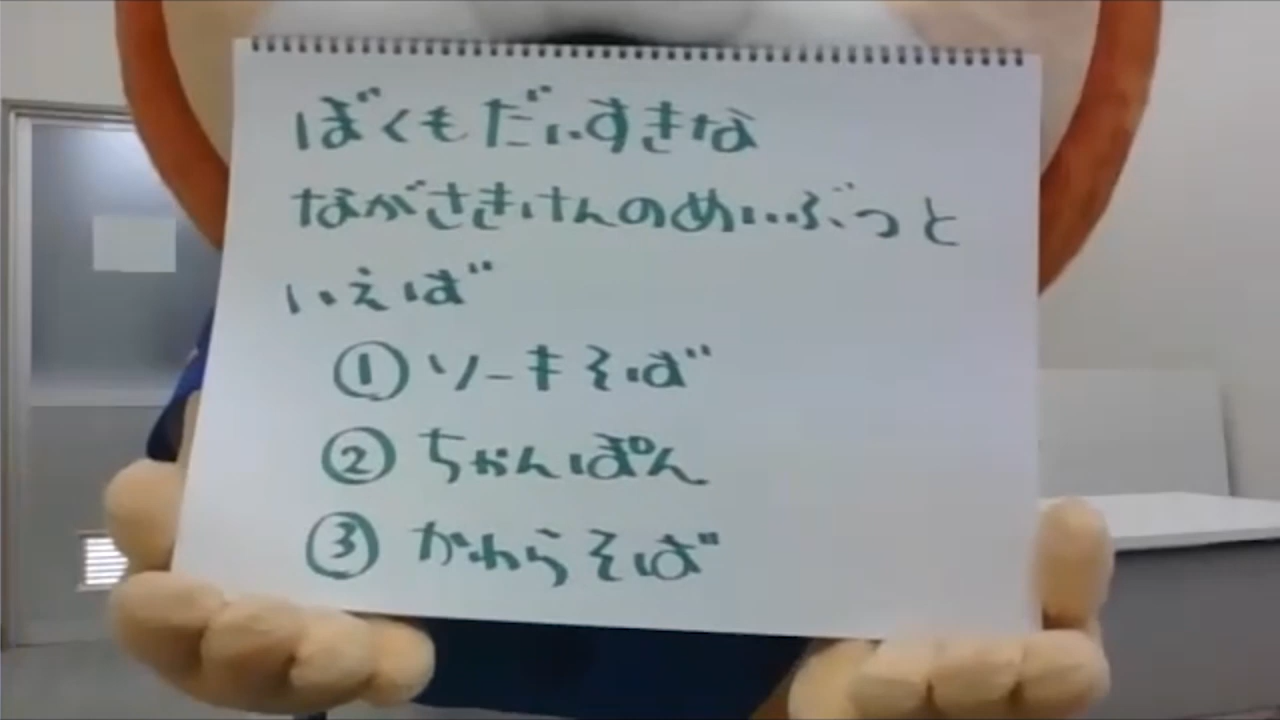 ぼくもだいすきな
ながさきけんのめいぶつと
いえば
① ソーキそば
② ちゃんぽん
③ かわらそば